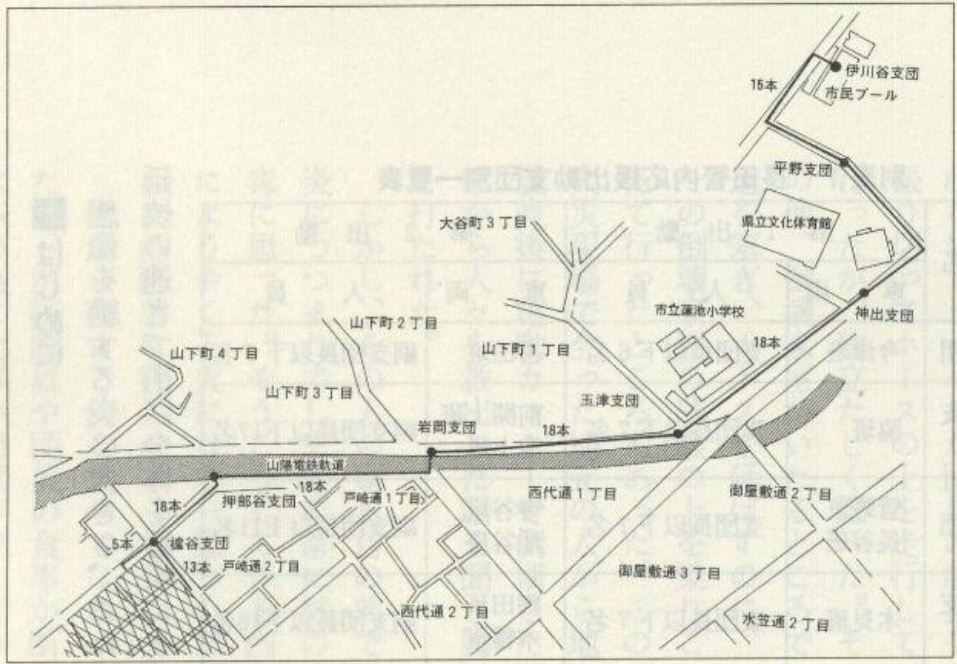 伊川谷支団
15本
市民プール
平野支団
県立文化体育館
大谷町3丁目
神出支団
市立蓮池小学校
18本
山下町2丁目
山下町1丁目
山下町4丁目
山下町3丁目
玉津支団
岩岡支団
18本
山陽電鉄軌道
18本
戸崎通1丁目
西代通1丁目
御屋敷通2丁目
押部谷支団
18本
櫨谷支団
5本
13本
戸崎通2丁目
御屋敷通3丁目
西代通2丁目
水笠通2丁目